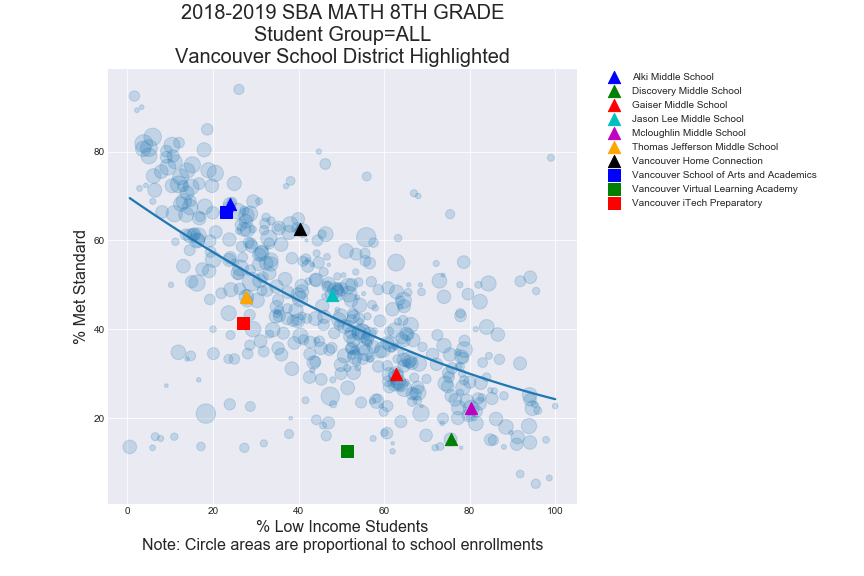 2018-2019 SBA MATH 8TH GRADE
Student Group=ALL
Vancouver School District Highlighted
Alki Middle School
Discovery Middle School
Gaiser Middle School
Jason Lee Middle School
Mcloughlin Middle School
Thomas Jefferson Middle School
Vancouver Home Connection
Vancouver School of Arts and Academics
Vancouver Virtual Learning Academy
Vancouver iTech Preparatory
% Met Standard
80
60
40
20
0 20 40 60 80 100
% Low Income Students
Note: Circle areas are proportional to school enrollments